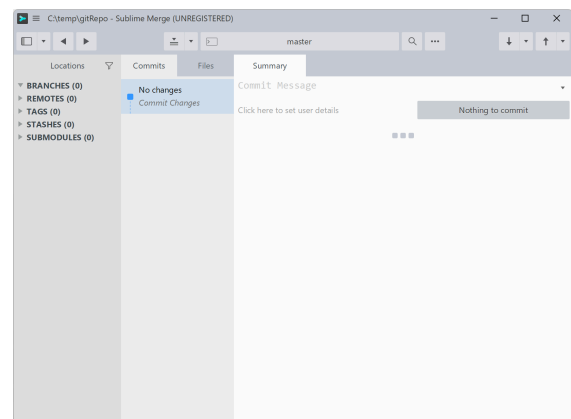 C:\temp\gitRepo - Sublime Merge (UNREGISTERED)
master
Locations
Commits
Files
Summary
BRANCHES (0)
REMOTES (0)
TAGS (0)
STASHES (0)
SUBMODULES (0)
No changes
Commit Changes
Commit Message
Click here to set user details
Nothing to commit